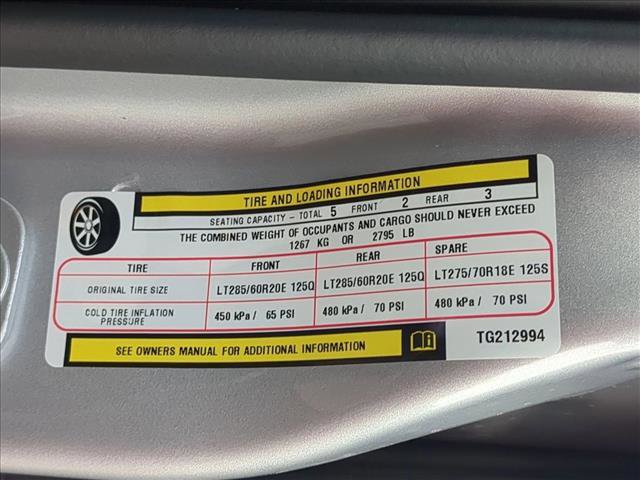 TIRE AND LOADING INFORMATION
SEATING CAPACITY - TOTAL 5 FRONT 2 REAR 3
THE COMBINED WEIGHT OF OCCUPANTS AND CARGO SHOULD NEVER EXCEED
1267 KG OR 2795 LB
TIRE FRONT REAR SPARE
ORIGINAL TIRE SIZE LT285/60R20E 125Q LT285/60R20E 125Q LT275/70R18E 125S
COLD TIRE INFLATION PRESSURE 450 kPa / 65 PSI 480 kPa / 70 PSI 480 kPa / 70 PSI
SEE OWNERS MANUAL FOR ADDITIONAL INFORMATION
TG212994